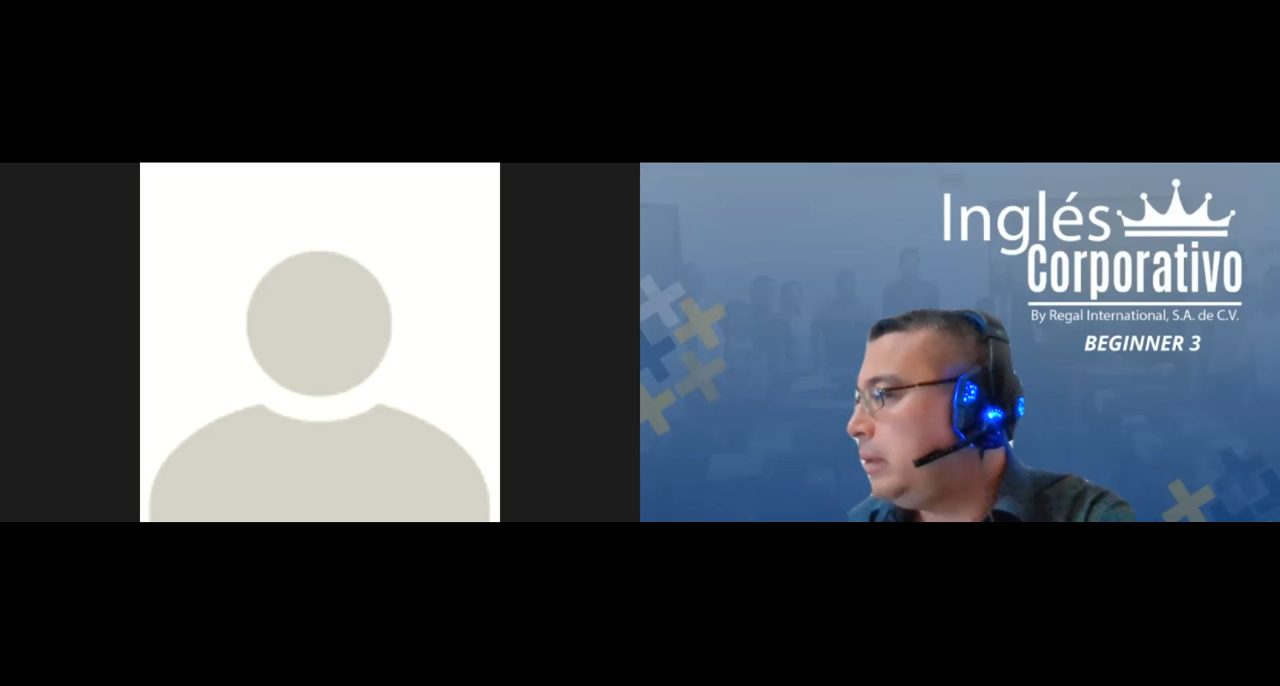 Inglés
Corporativo
By Regal International, S.A. de C.V.
BEGINNER 3